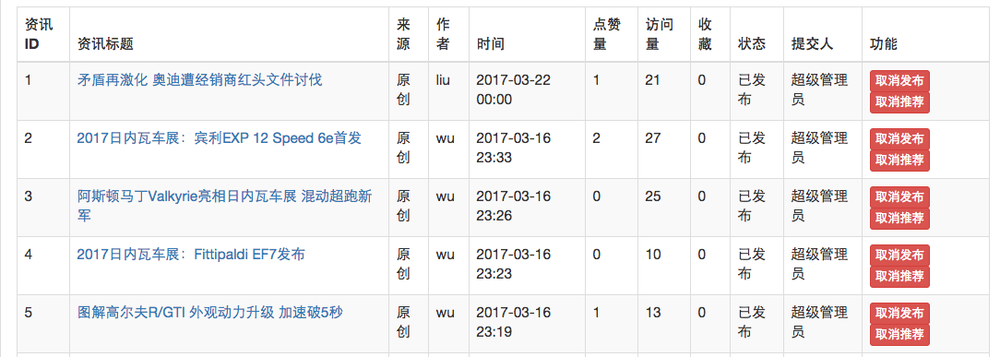 资讯ID 资讯标题 来源 作者 时间 点赞量 访问量 收藏 状态 提交人 功能
1 矛盾再激化 奥迪遭经销商红头文件讨伐 原创 liu 2017-03-22 00:00 1 21 0 已发布 超级管理员 取消发布 取消推荐
2 2017日内瓦车展：宾利EXP 12 Speed 6e首发 原创 wu 2017-03-16 23:33 2 27 0 已发布 超级管理员 取消发布 取消推荐
3 阿斯顿马丁Valkyrie亮相日内瓦车展 混动超跑新军 原创 wu 2017-03-16 23:26 0 25 0 已发布 超级管理员 取消发布 取消推荐
4 2017日内瓦车展：Fittipaldi EF7发布 原创 wu 2017-03-16 23:23 0 10 0 已发布 超级管理员 取消发布 取消推荐
5 图解高尔夫R/GTI 外观动力升级 加速破5秒 原创 wu 2017-03-16 23:19 1 13 0 已发布 超级管理员 取消发布 取消推荐